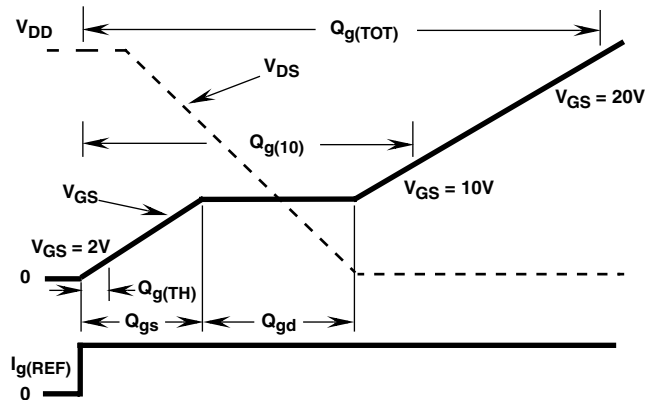 V_DD
Q_g(TOT)
V_DS
V_GS = 20V
Q_g(10)
V_GS
V_GS = 10V
V_GS = 2V
0
Q_g(TH)
Q_gs
Q_gd
I_g(REF)
0